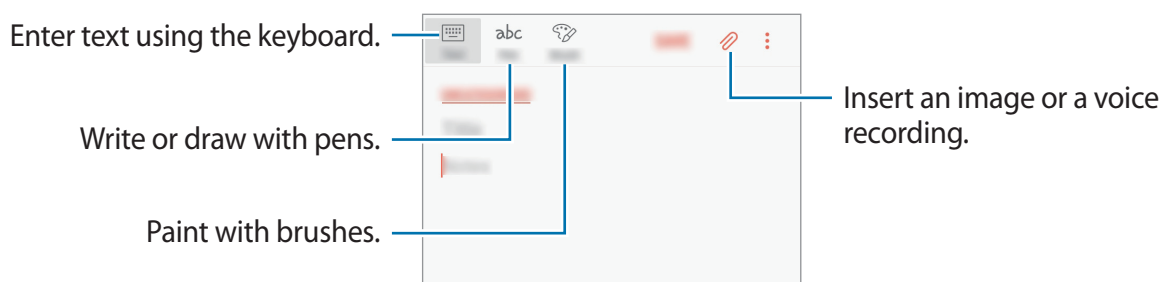 Enter text using the keyboard.
abc
Write or draw with pens.
Insert an image or a voice
recording.
Paint with brushes.